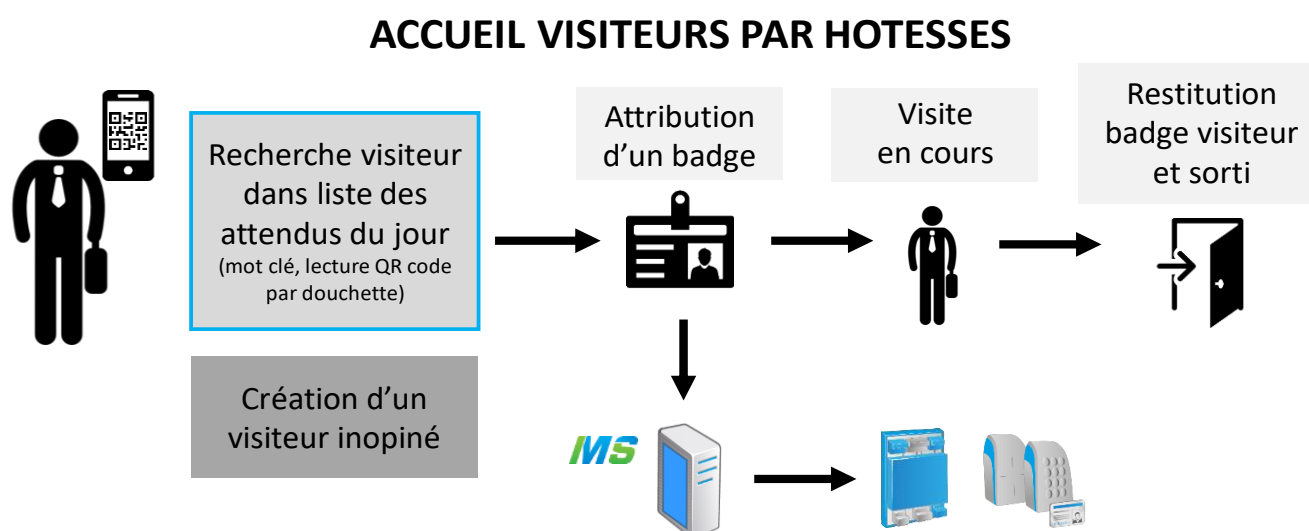 ACCUEIL VISITEURS PAR HOTESSES
Recherche visiteur
dans liste des
attendus du jour
(mot clé, lecture QR code
par douchette)
Création d’un
visiteur inopiné
Attribution
d’un badge
Visite
en cours
Restitution
badge visiteur
et sorti
MS